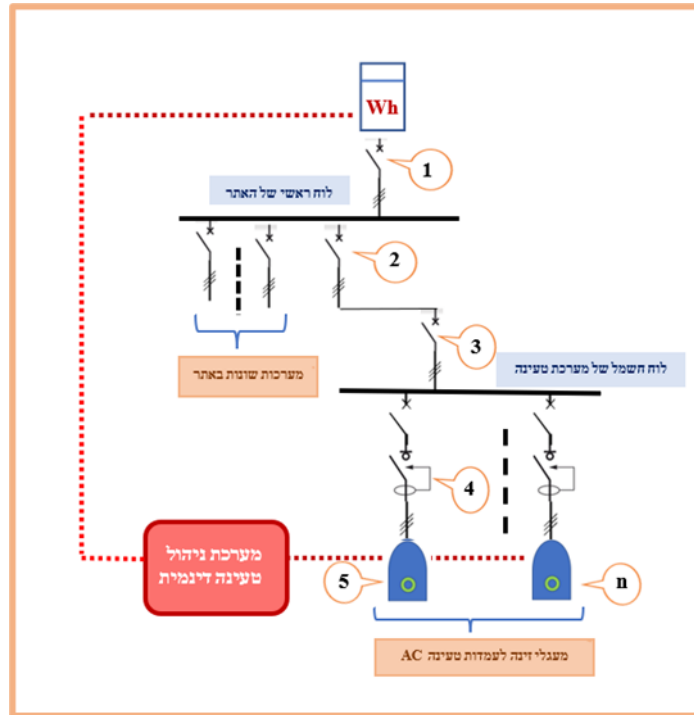 Wh
1
לוח ראשי של האתר
2
3
מערכות שונות באתר
לוח חשמל של מערכת טעינה
4
מערכת ניהול
טעינה דינמית
5
n
מעגלי זינה לעמדות טעינה AC